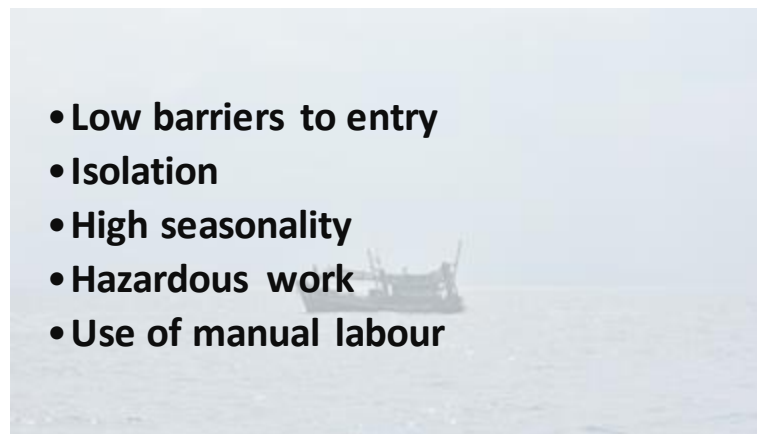 •Low barriers to entry
•Isolation
•High seasonality
•Hazardous work
•Use of manual labour